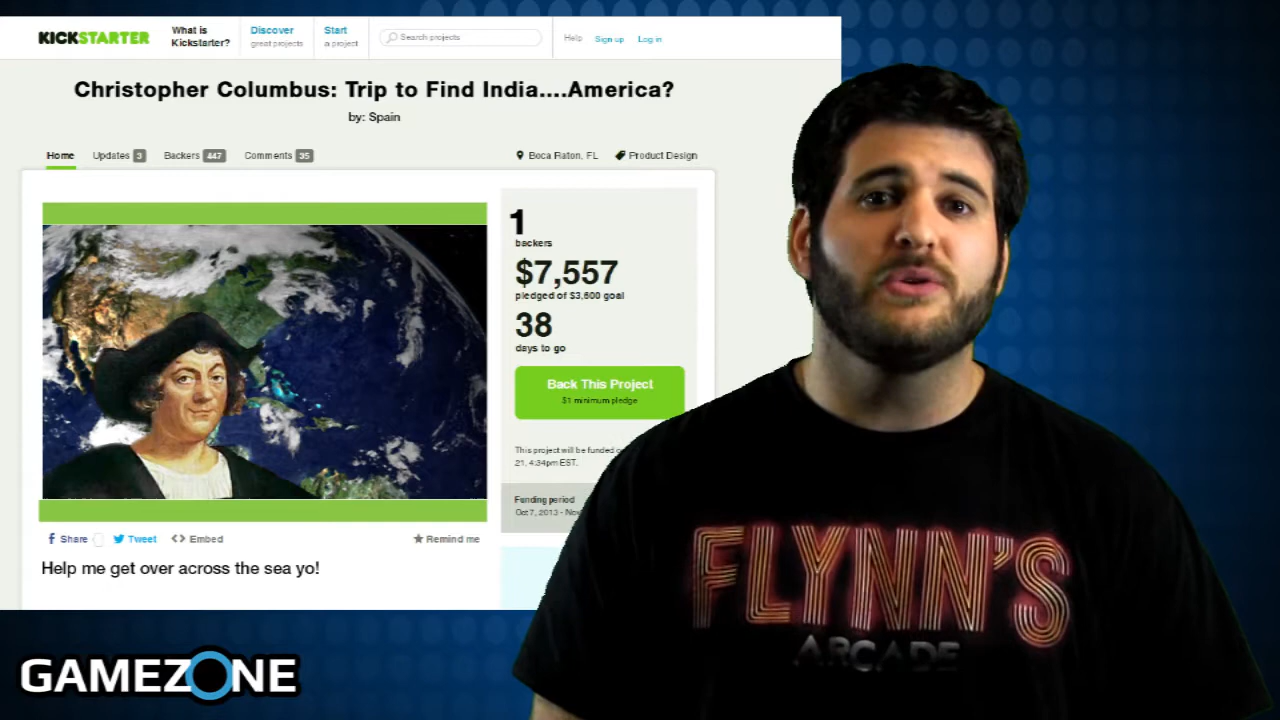 KICKSTARTER
What is
Kickstarter?
Discover
great projects
Start
a project
Search projects
Help Sign up Log in
Christopher Columbus: Trip to Find India....America?
by: Spain
Home Updates 3 Backers 447 Comments 35
Boca Raton, FL Product Design
1
backers
$7,557
pledged of $3,600 goal
38
days to go
Back This Project
$1 minimum pledge
This project will be funded
21, 4:34pm EST.
Funding period
Oct 7, 2013 - Nov
Share Tweet Embed Remind me
Help me get over across the sea yo!
FLYNN'S
ARCADE
GAMEZONE